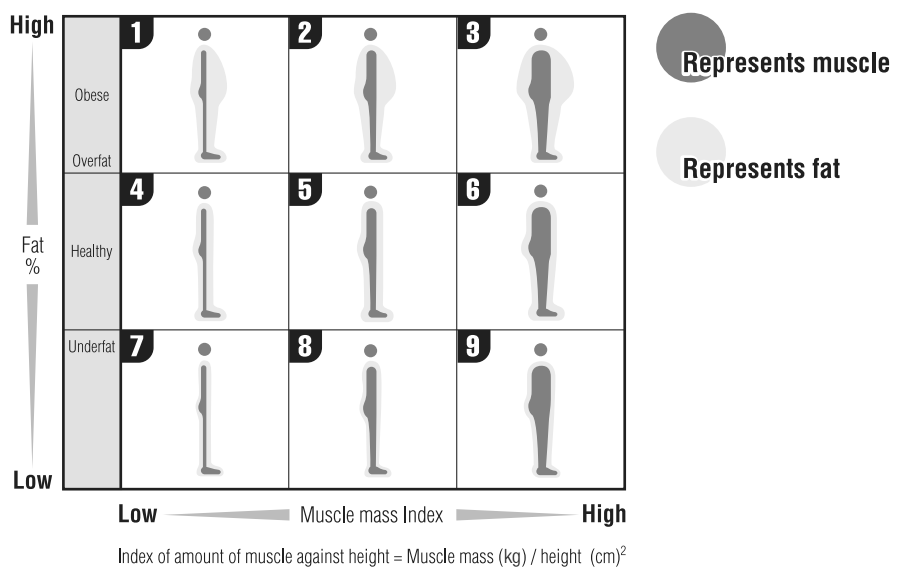 High
1
2
3
Represents muscle
Obese
Overfat
Represents fat
4
5
6
Fat
%
Healthy
Underfat
7
8
9
Low
Low
Muscle mass Index
High
Index of amount of muscle against height = Muscle mass (kg) / height (cm)²